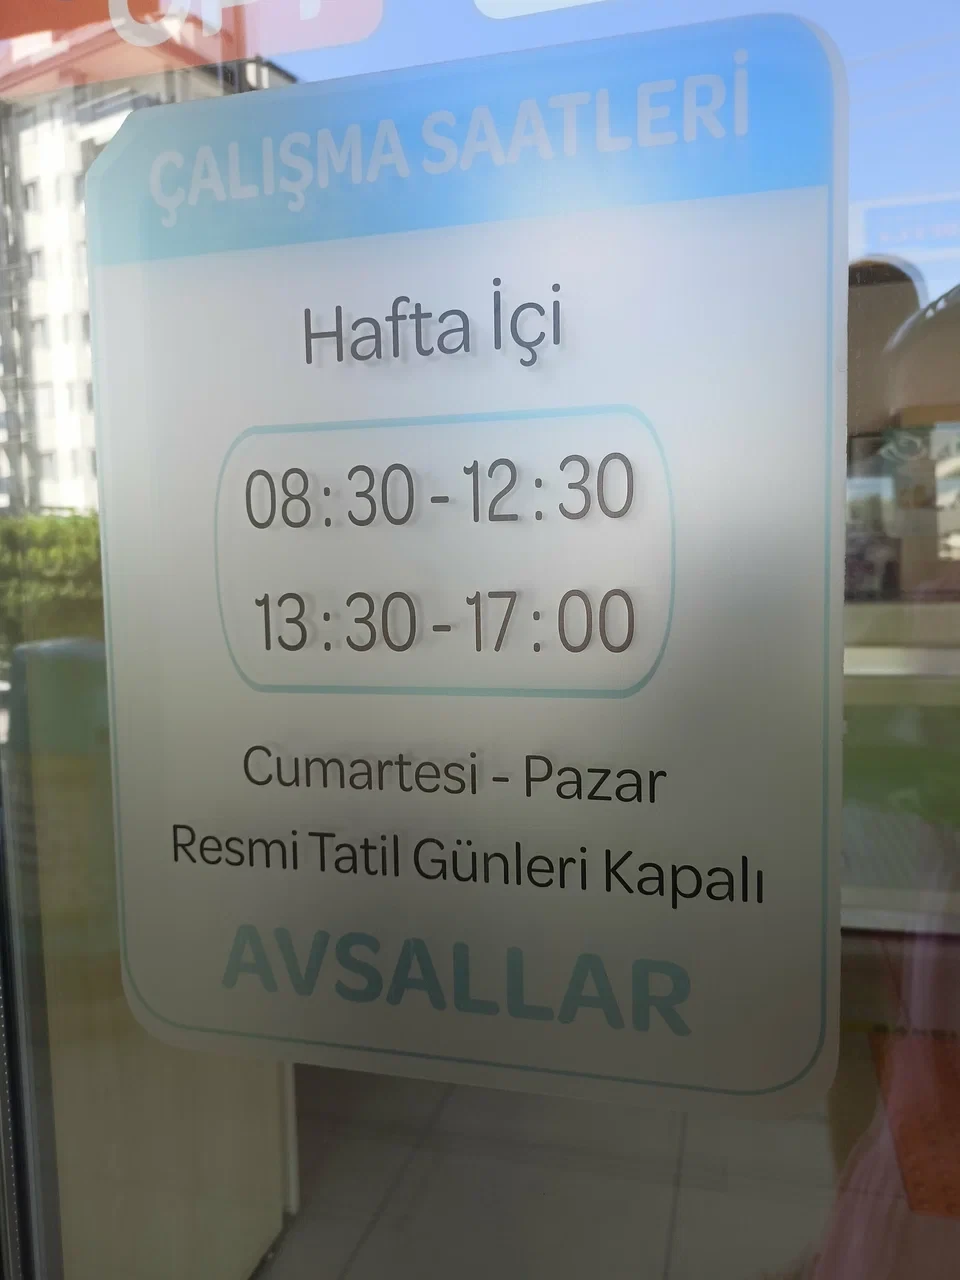 ÇALIŞMA SAATLERİ
Hafta İçi
08:30-12:30
13:30-17:00
Cumartesi - Pazar
Resmi Tatil Günleri Kapalı
AVSALLAR